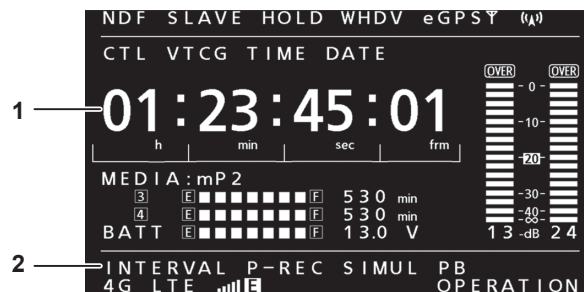 NDF SLAVE HOLD WHDV eGPS
CTL VTCG TIME DATE
1
01:23:45:01
h min sec frm
OVER OVER
0
-10-
-20-
-30-
-40-
-∞-
13 -dB 24
MEDIA:mP2
3 E F 530 min
4 E F 530 min
BATT E F 13.0 V
2
INTERVAL P-REC SIMUL PB
4G LTE E OPERATION